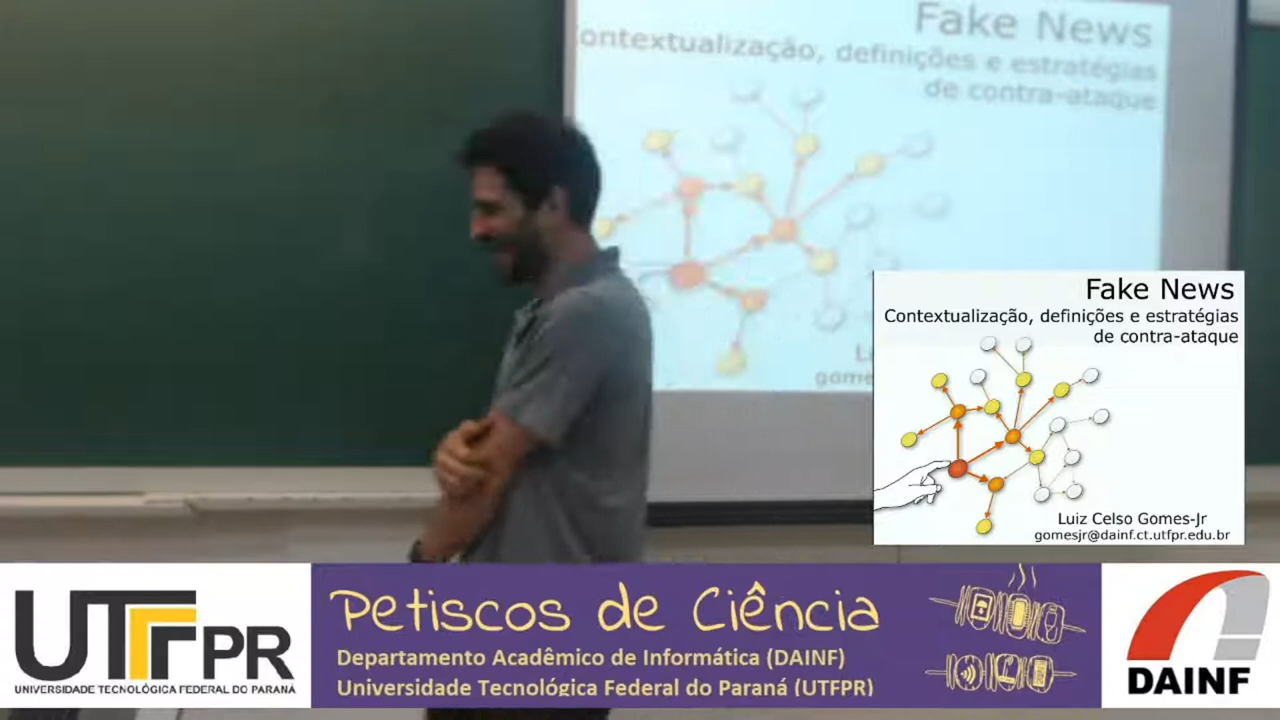 Fake News
ontextualização, definições e estratégias
de contra-ataque
L
gome
Fake News
Contextualização, definições e estratégias
de contra-ataque
Luiz Celso Gomes-Jr
gomesjr@dainf.ct.utfpr.edu.br
UTFPR
UNIVERSIDADE TECNOLÓGICA FEDERAL DO PARANÁ
Petiscos de Ciência
Departamento Acadêmico de Informática (DAINF)
Universidade Tecnológica Federal do Paraná (UTFPR)
DAINF